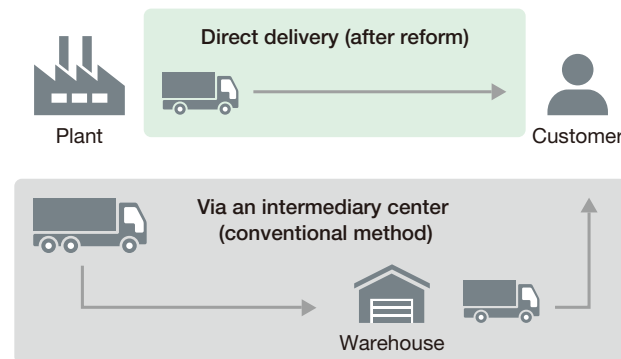 Direct delivery (after reform)
Plant
Customer
Via an intermediary center
(conventional method)
Warehouse